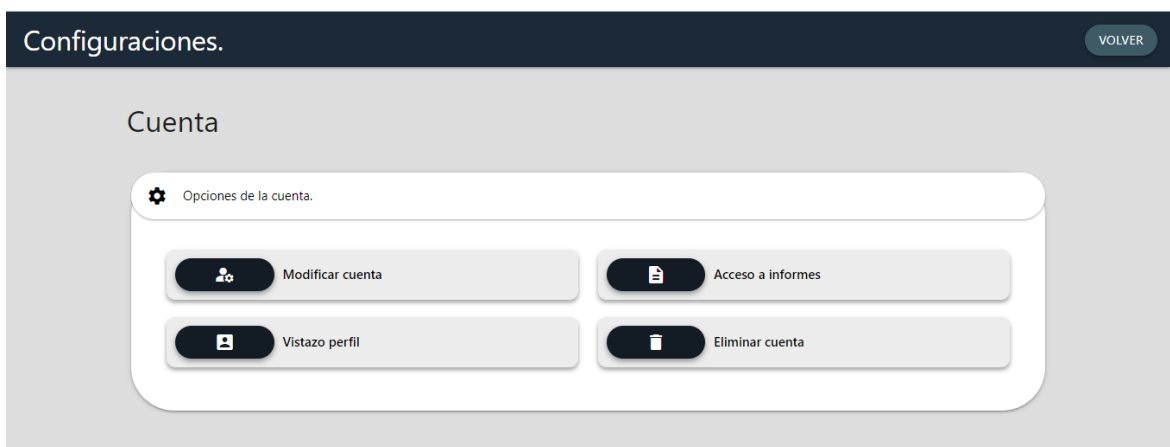 Configuraciones.
VOLVER
Cuenta
Opciones de la cuenta.
Modificar cuenta
Acceso a informes
Vistazo perfil
Eliminar cuenta